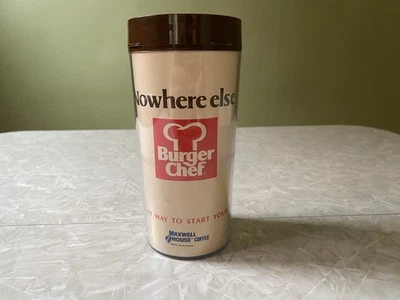 Nowhere else
Burger
Chef
WAY TO START YOUR
MAXWELL
HOUSE® COFFEE